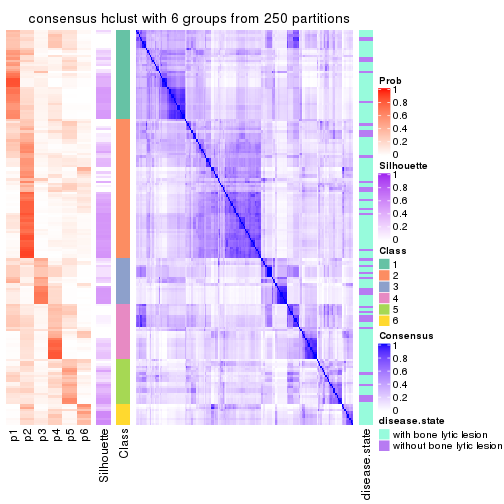 consensus hclust with 6 groups from 250 partitions
Prob
1
0.8
0.6
0.4
0.2
0
Silhouette
1
0.8
0.6
0.4
0.2
0
Class
1
2
3
4
5
6
Consensus
1
0.8
0.6
0.4
0.2
0
disease.state
with bone lytic lesion
without bone lytic lesion
p1
p2
p3
p4
p5
p6
Silhouette
Class
disease.state